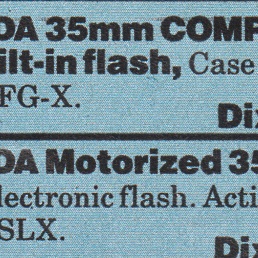 DA 35mm COMP
ilt-in flash, Case
FG-X.
Dix
DA Motorized 35
lectronic flash. Acti
SLX.
Dix